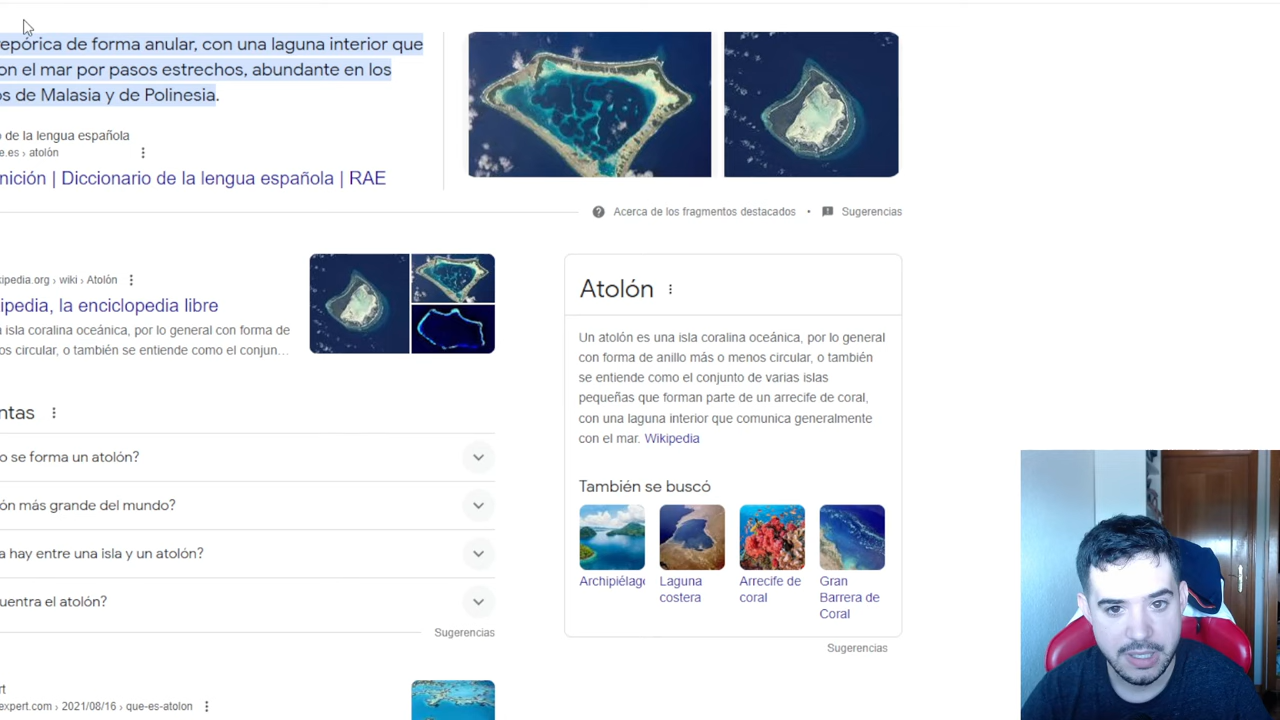 repórica de forma anular, con una laguna interior que
on el mar por pasos estrechos, abundante en los
os de Malasia y de Polinesia.
o de la lengua española
e.es › atolón
nición | Diccionario de la lengua española | RAE
Acerca de los fragmentos destacados • Sugerencias
kipedia.org › wiki › Atolón
ipedia, la enciclopedia libre
isla coralina oceánica, por lo general con forma de
os circular, o también se entiende como el conjun...
ntas
o se forma un atolón?
ón más grande del mundo?
a hay entre una isla y un atolón?
uentra el atolón?
Sugerencias
rt
expert.com › 2021/08/16 › que-es-atolon
Atolón
Un atolón es una isla coralina oceánica, por lo general
con forma de anillo más o menos circular, o también
se entiende como el conjunto de varias islas
pequeñas que forman parte de un arrecife de coral,
con una laguna interior que comunica generalmente
con el mar. Wikipedia
También se buscó
Archipiélago
Laguna
costera
Arrecife de
coral
Gran
Barrera de
Coral
Sugerencias